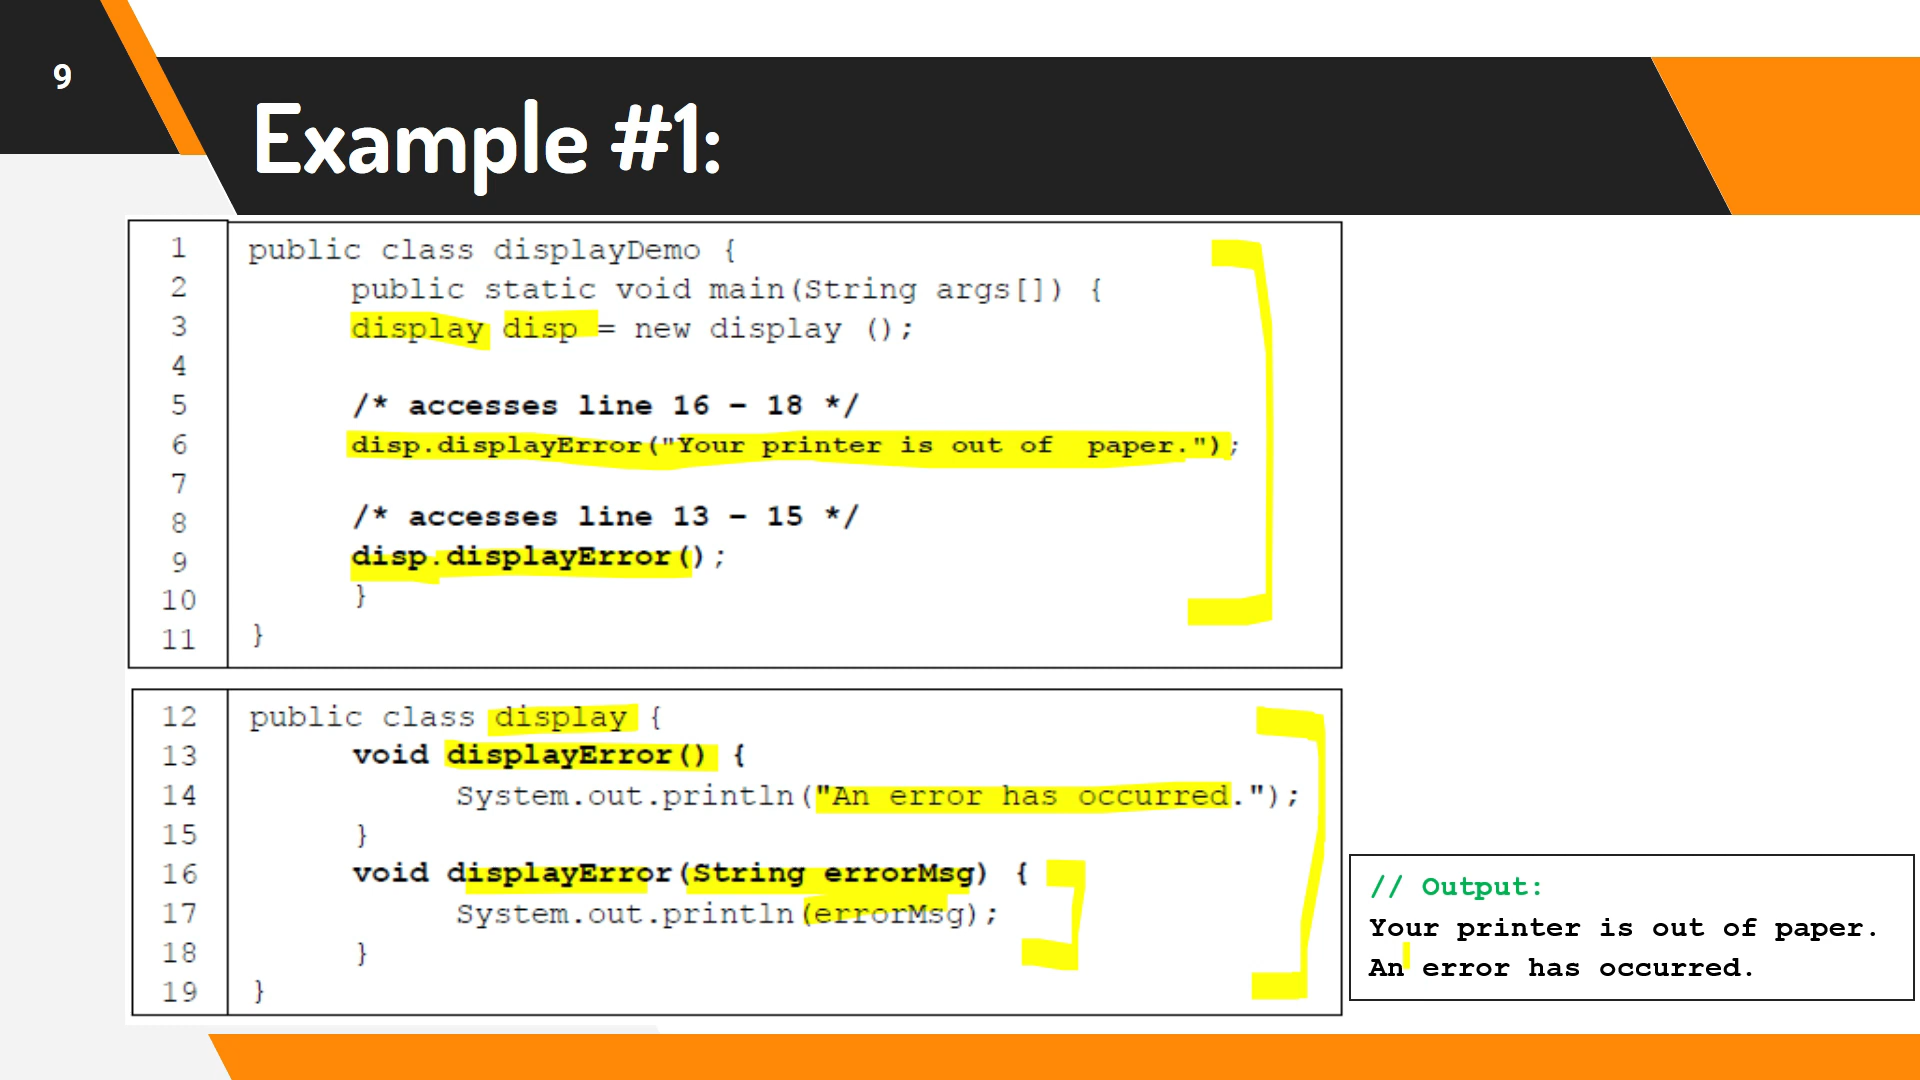 9
Example #1:
1 public class displayDemo {
2 public static void main(String args[]) {
3 display disp = new display ();
4
5 /* accesses line 16 – 18 */
6 disp.displayError("Your printer is out of  paper.");
7
8 /* accesses line 13 – 15 */
9 disp.displayError();
10 }
11 }
12 public class display {
13 void displayError() {
14 System.out.println("An error has occurred.");
15 }
16 void displayError(String errorMsg) {
17 System.out.println(errorMsg);
18 }
19 }
// Output:
Your printer is out of paper.
An error has occurred.